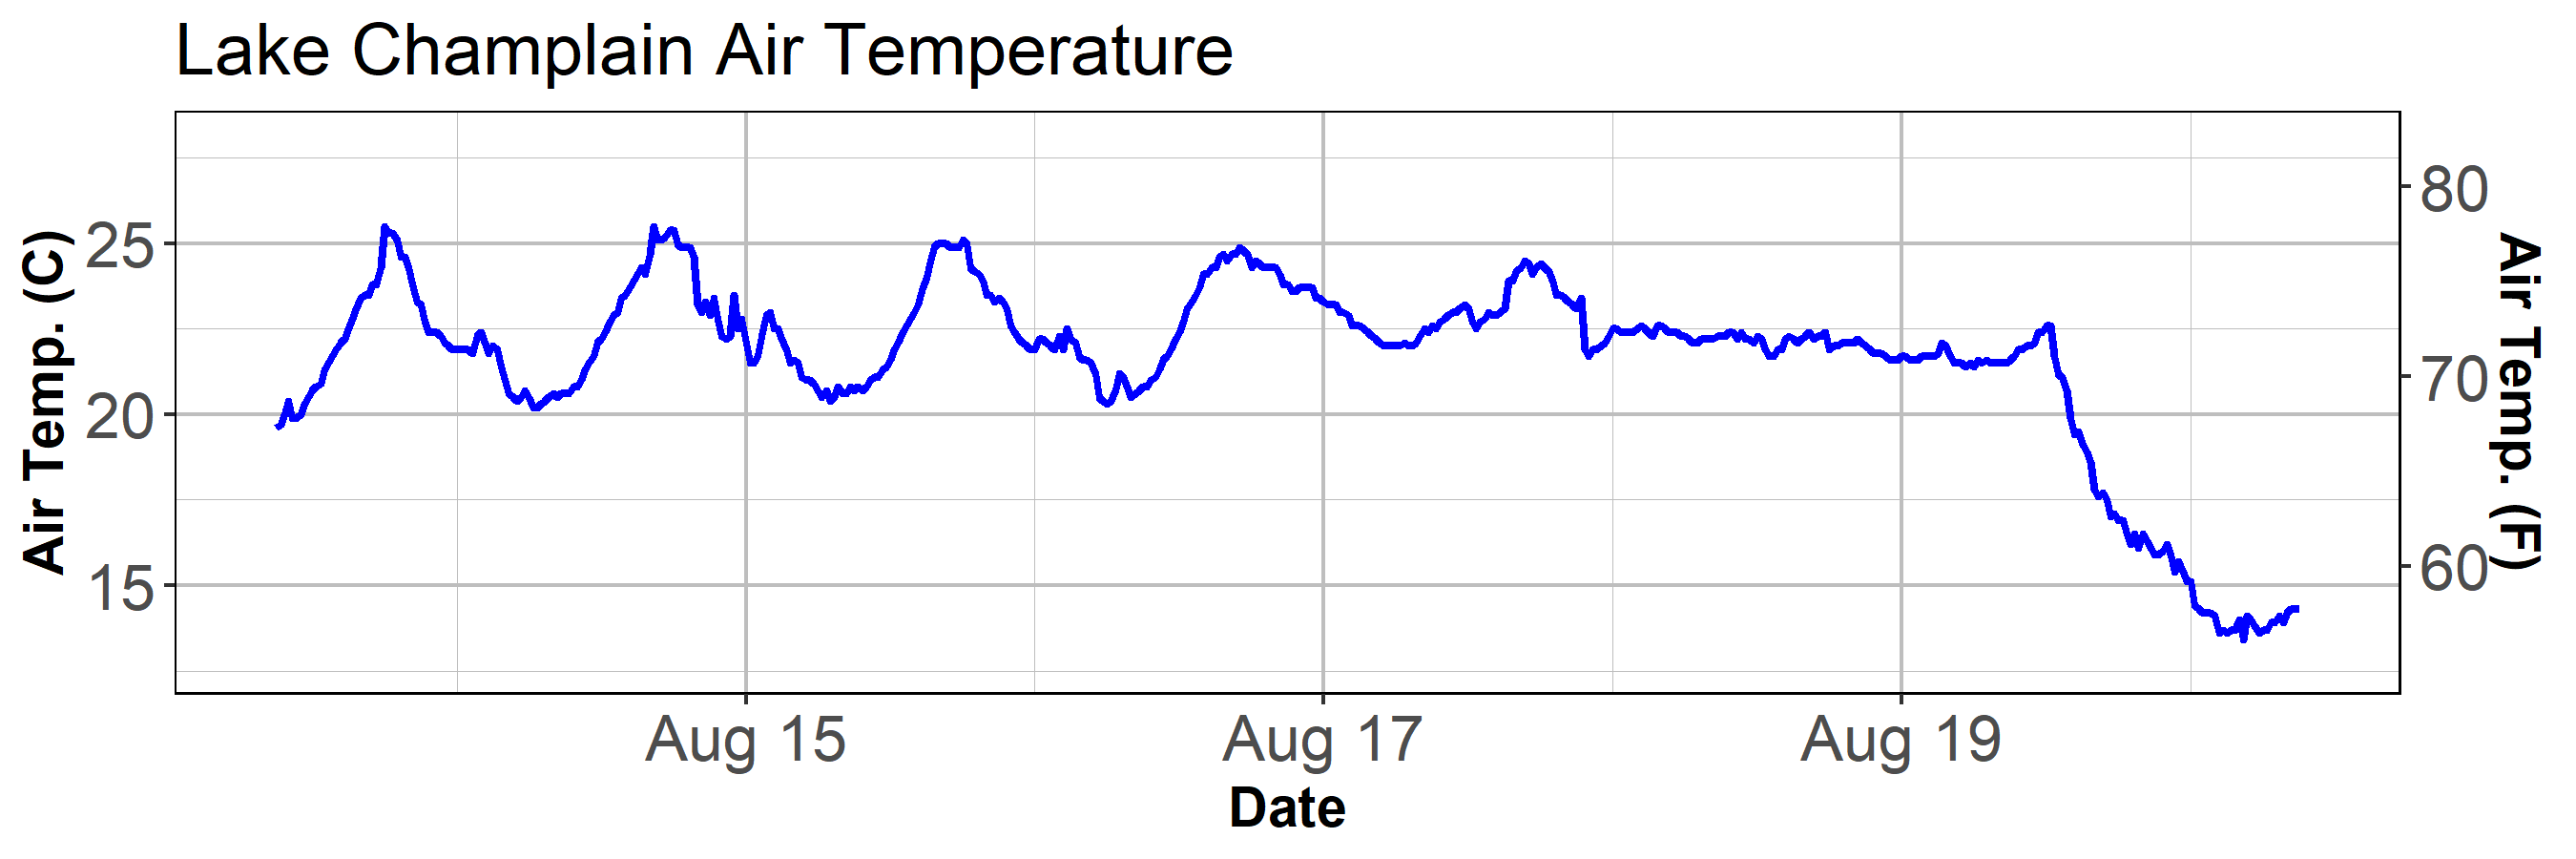 Lake Champlain Air Temperature
Air Temp. (C)
25
20
15
80
70
60
Air Temp. (F)
Aug 15
Aug 17
Aug 19
Date